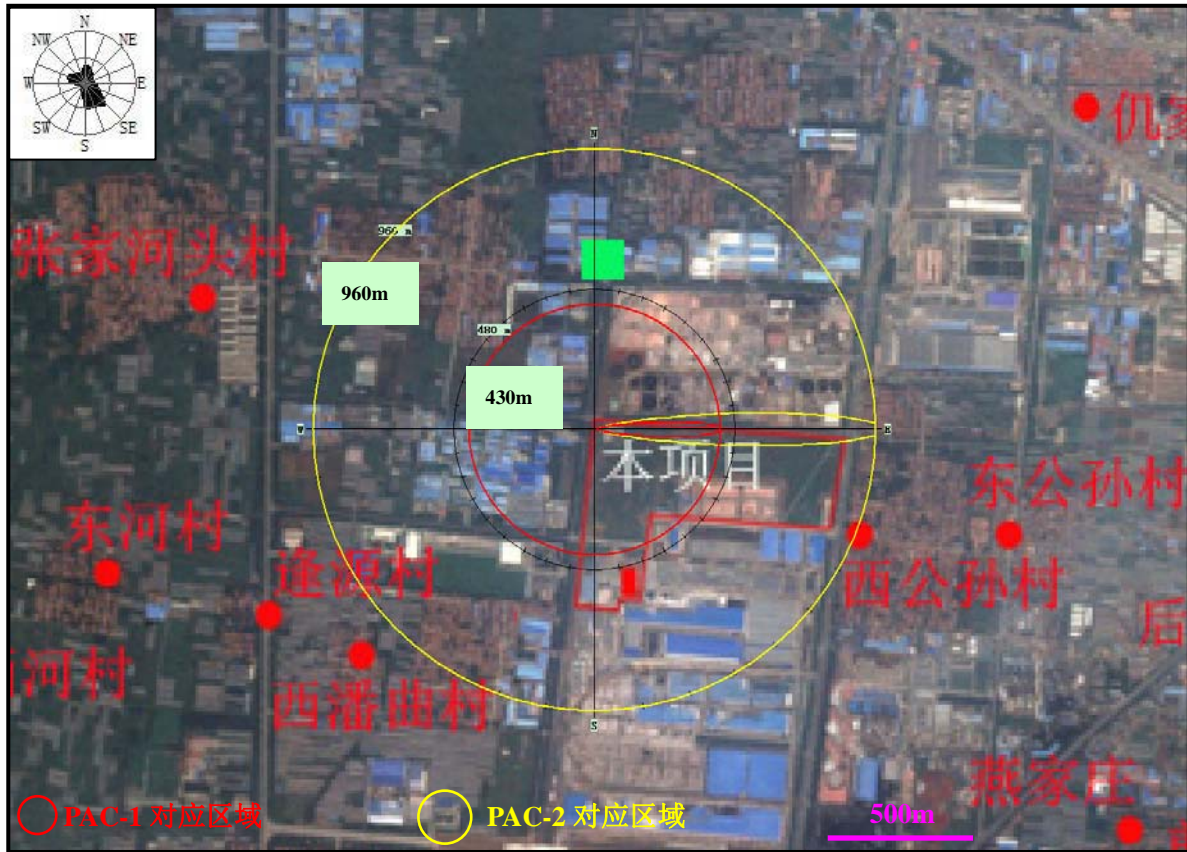 N
NW NE
W E
SW SE
S
仉家
N
张家河头村
960 m
960m
480 m
430m
W
E
本项目
东公孙村
东河村
逄源村
西公孙村
后
河村
西潘曲村
S
燕家庄
PAC-1 对应区域
PAC-2 对应区域
500m